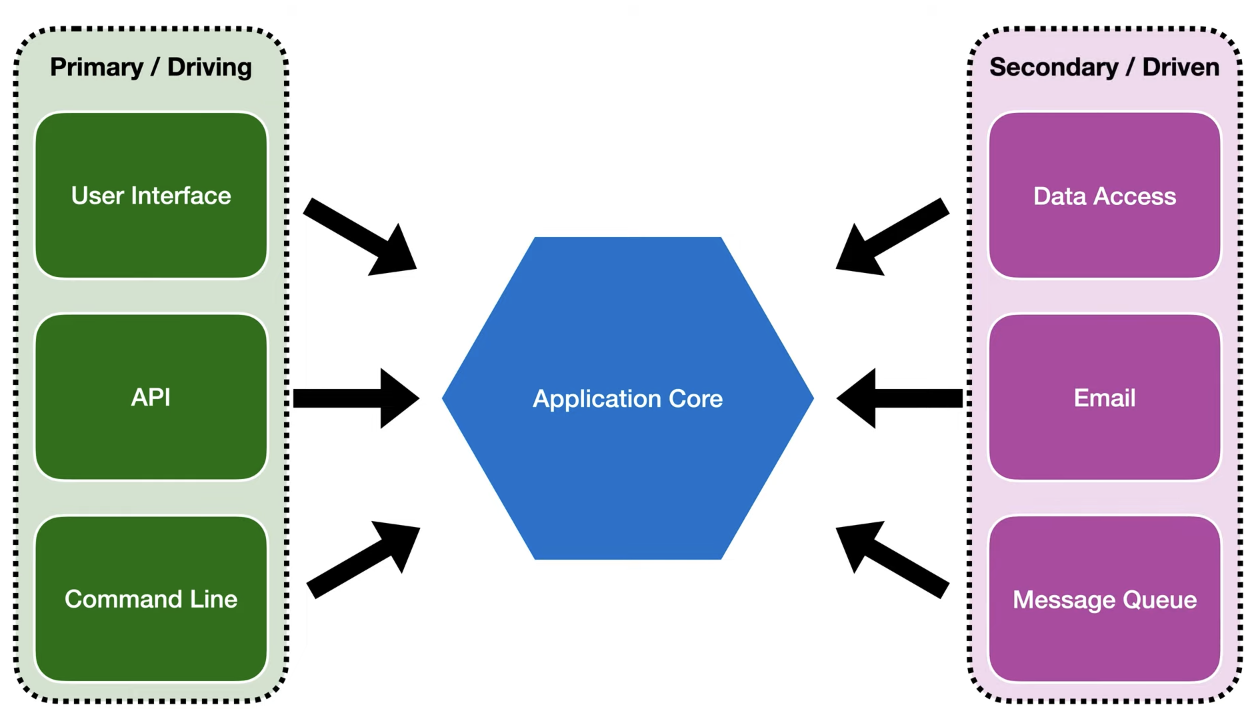 Primary / Driving
User Interface
API
Command Line
Application Core
Secondary / Driven
Data Access
Email
Message Queue